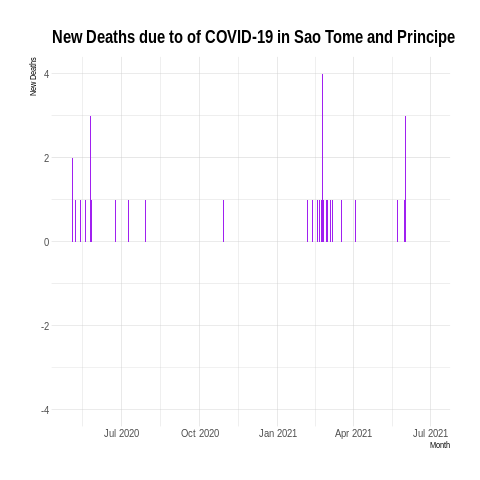 New Deaths due to of COVID-19 in Sao Tome and Principe
New Deaths
4
2
0
-2
-4
Jul 2020 Oct 2020 Jan 2021 Apr 2021 Jul 2021
Month